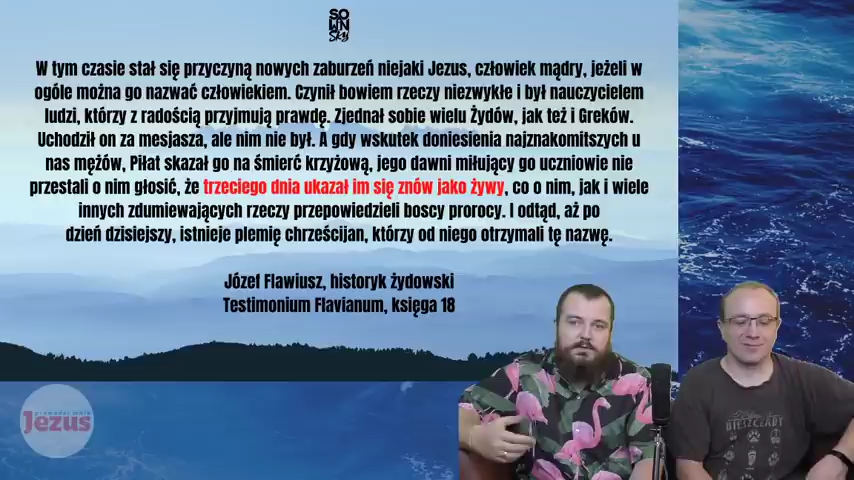 SO
WN
SKY
W tym czasie stał się przyczyną nowych zaburzeń niejaki Jezus, człowiek mądry, jeżeli w
ogóle można go nazwać człowiekiem. Czynił bowiem rzeczy niezwykłe i był nauczycielem
ludzi, którzy z radością przyjmują prawdę. Zjednał sobie wielu Żydów, jak też i Greków.
Uchodził on za mesjasza, ale nim nie był. A gdy wskutek doniesienia najznakomitszych u
nas mężów, Piłat skazał go na śmierć krzyżową, jego dawni miłujący go uczniowie nie
przestali o nim głosić, że trzeciego dnia ukazał im się znów jako żywy, co o nim, jak i wiele
innych zdumiewających rzeczy przepowiedzieli boscy prorocy. I odtąd, aż po
dzień dzisiejszy, istnieje plemię chrześcijan, którzy od niego otrzymali tę nazwę.
Józef Flawiusz, historyk żydowski
Testimonium Flavianum, księga 18
prowadzi mnie
Jezus
BIESZCZADY